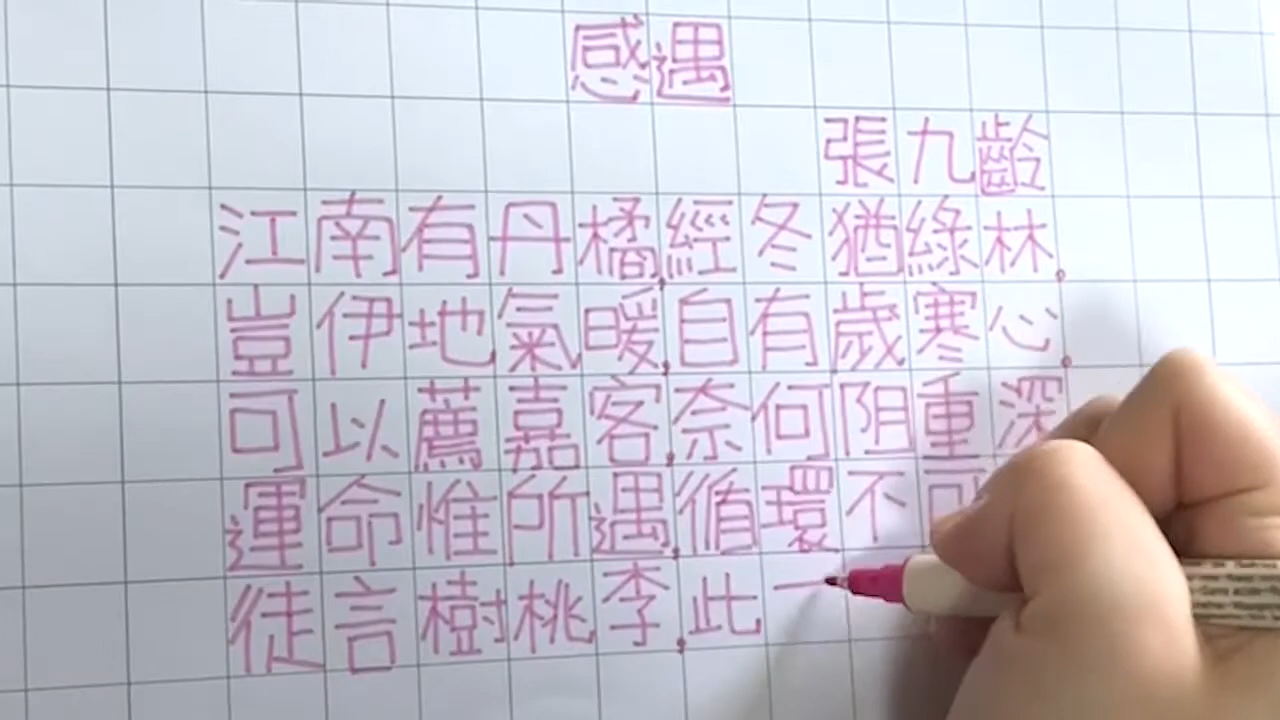 感遇
張九齡
江南有丹橘,經冬猶綠林。
豈伊地氣暖,自有歲寒心。
可以薦嘉客,奈何阻重深
運命惟所遇,循環不可
徒言樹桃李,此一